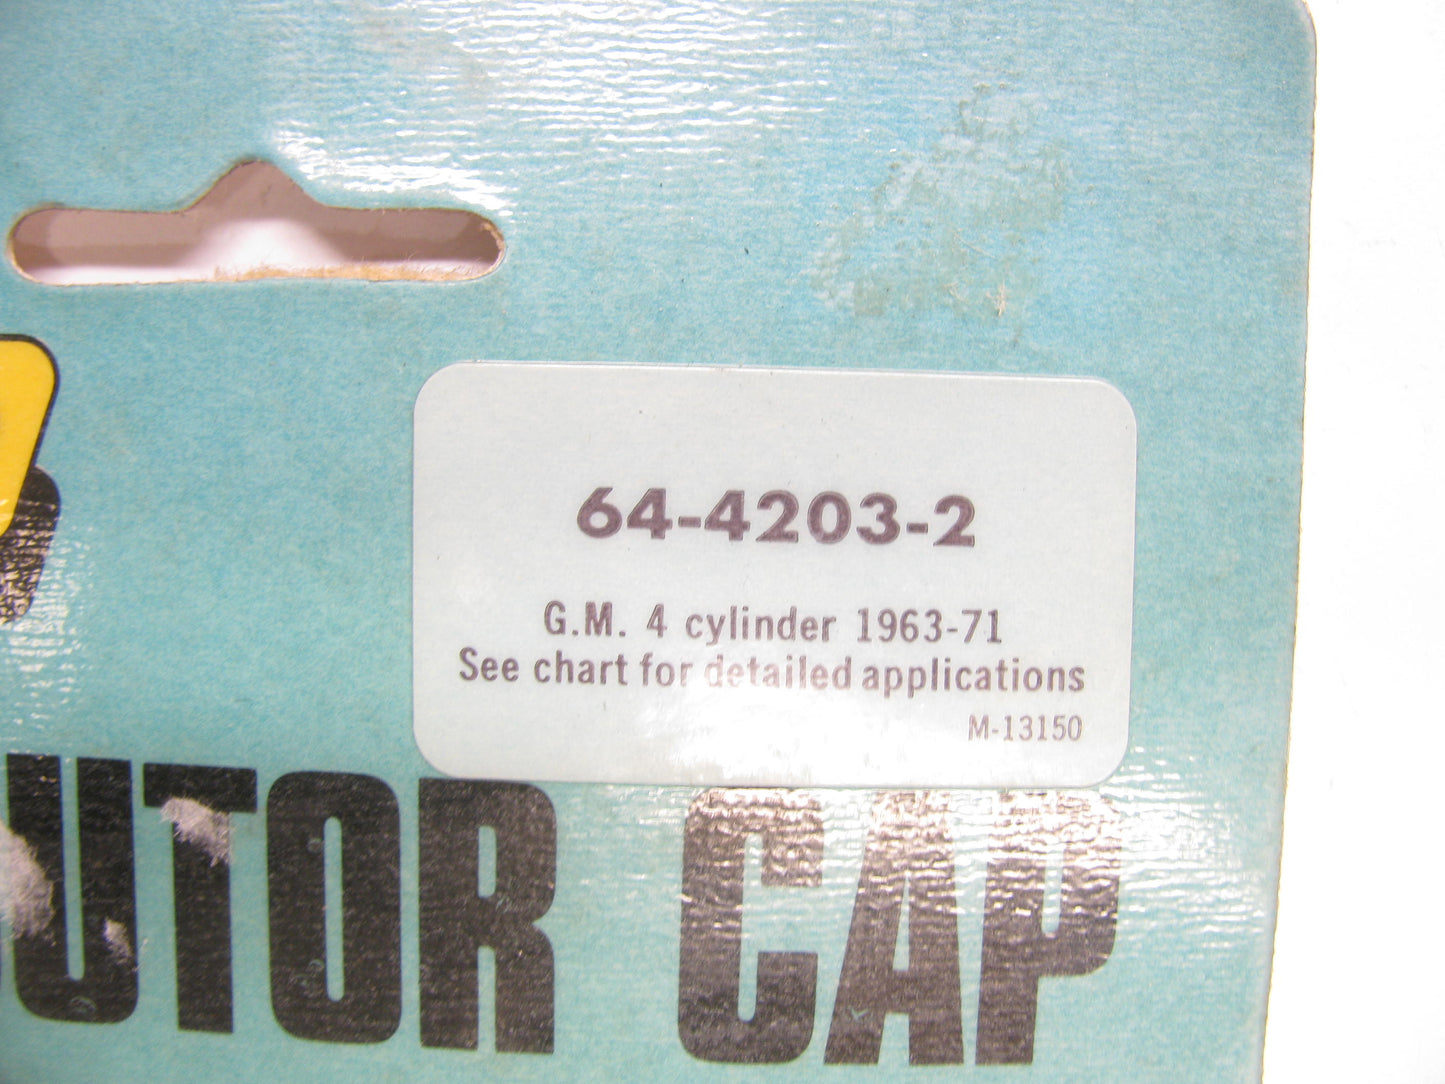 64-4203-2
G.M. 4 cylinder 1963-71
See chart for detailed applications
M-13150
UTOR CAP